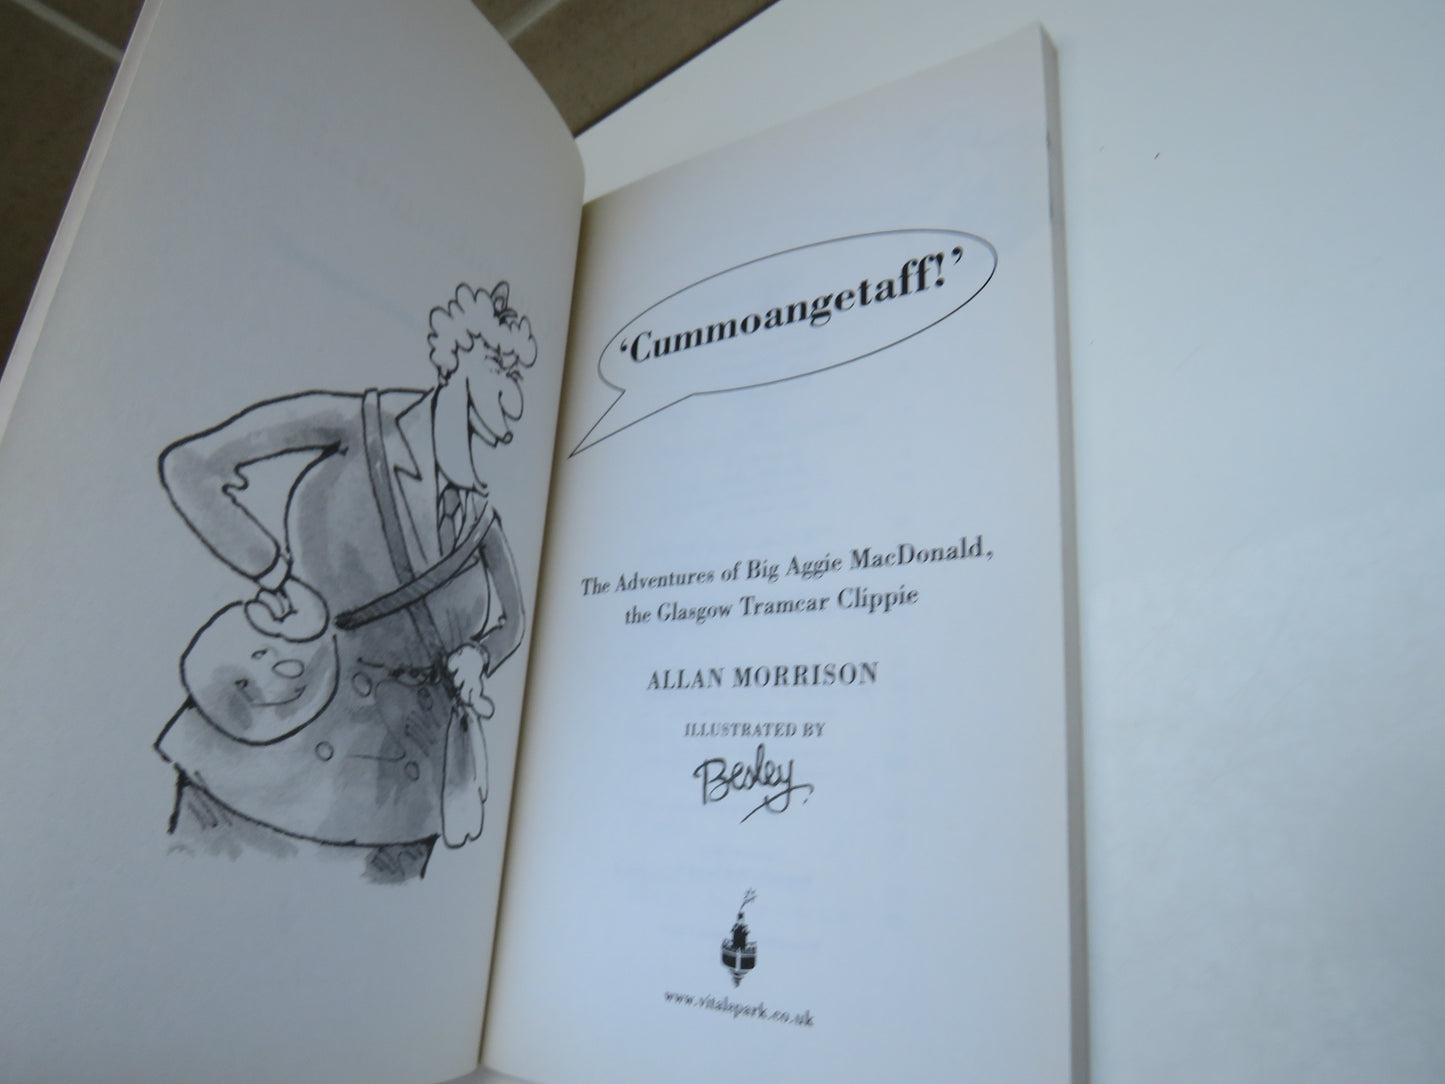 ‘Cummoangetaff!’
The Adventures of Big Aggie MacDonald,
the Glasgow Tramcar Clippie
ALLAN MORRISON
ILLUSTRATED BY
Besley
www.vitalspark.co.uk